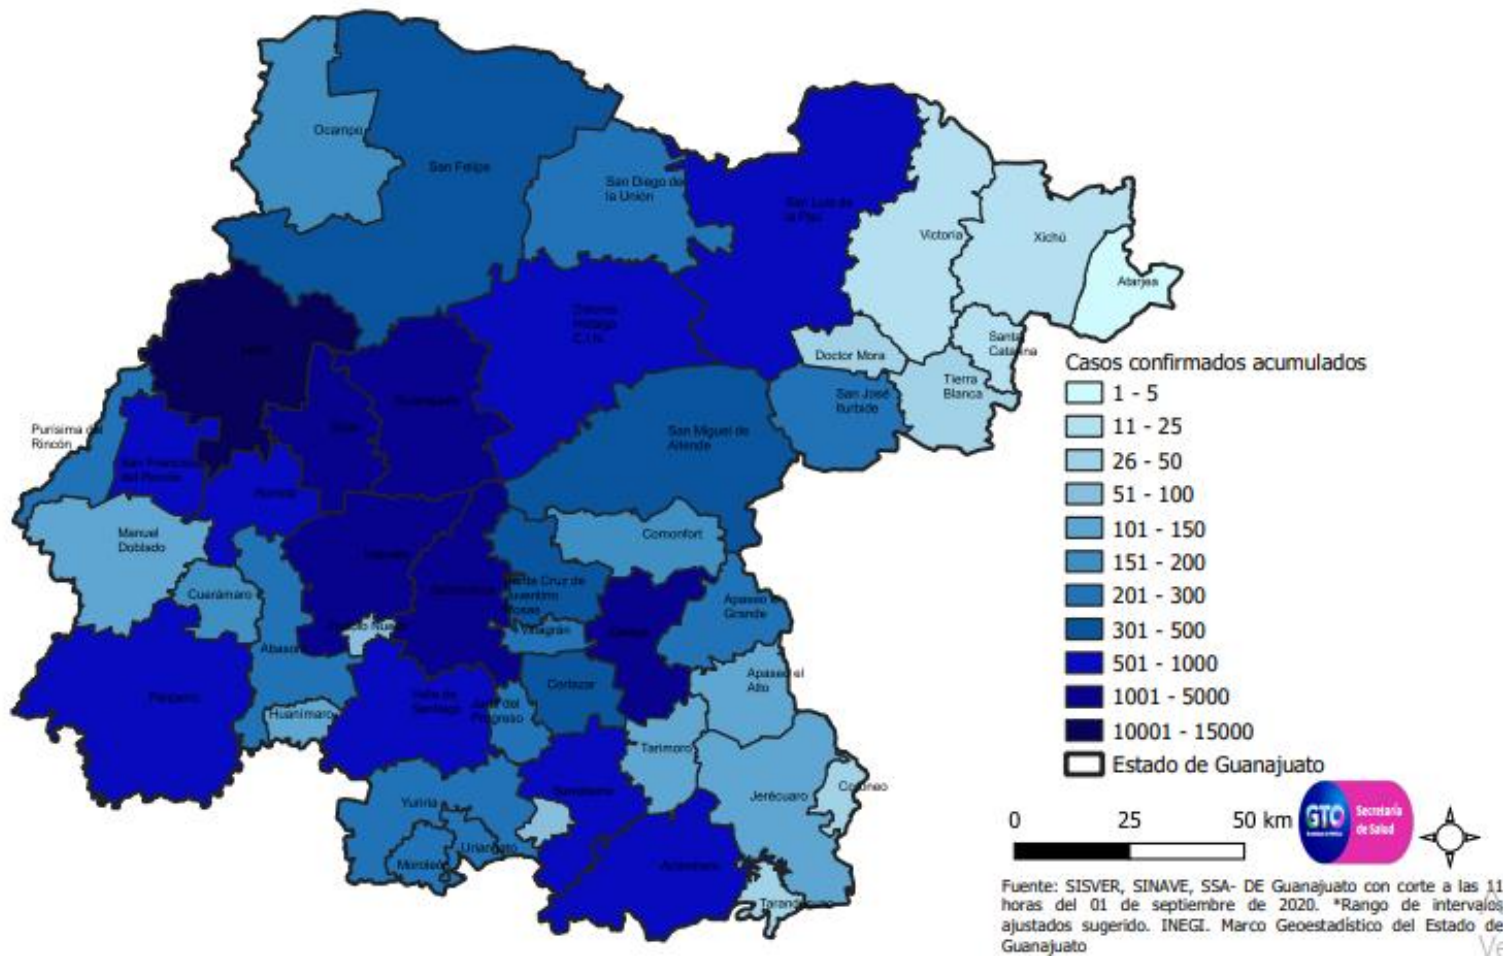 Ocampo
San Felipe
San Diego de
la Unión
San Luis de
la Paz
Victoria
Xichú
Atarjea
Dolores
Hidalgo
C.I.N.
Doctor Mora
Santa
Catarina
Tierra
Blanca
San José
Iturbide
León
Guanajuato
Silao
San Miguel de
Allende
Purísima del
Rincón
San Francisco
del Rincón
Romita
Manuel
Doblado
Irapuato
Salamanca
Comonfort
Santa Cruz de
Juventino
Rosas
Cuerámaro
Apaseo el
Grande
Villagrán
Celaya
Pueblo Nuevo
Abasolo
Apaseo el
Alto
Pénjamo
Valle de
Santiago
Jaral del
Progreso
Cortazar
Huanímaro
Tarimoro
Salvatierra
Jerécuaro
Coroneo
Yuriria
Uriangato
Moroleón
Acámbaro
Tarandacuao
Casos confirmados acumulados
1 - 5
11 - 25
26 - 50
51 - 100
101 - 150
151 - 200
201 - 300
301 - 500
501 - 1000
1001 - 5000
10001 - 15000
Estado de Guanajuato
0 25 50 km
GTO
Secretaría
de Salud
Fuente: SISVER, SINAVE, SSA- DE Guanajuato con corte a las 11
horas del 01 de septiembre de 2020. *Rango de intervalos
ajustados sugerido. INEGI. Marco Geoestadístico del Estado de
Guanajuato